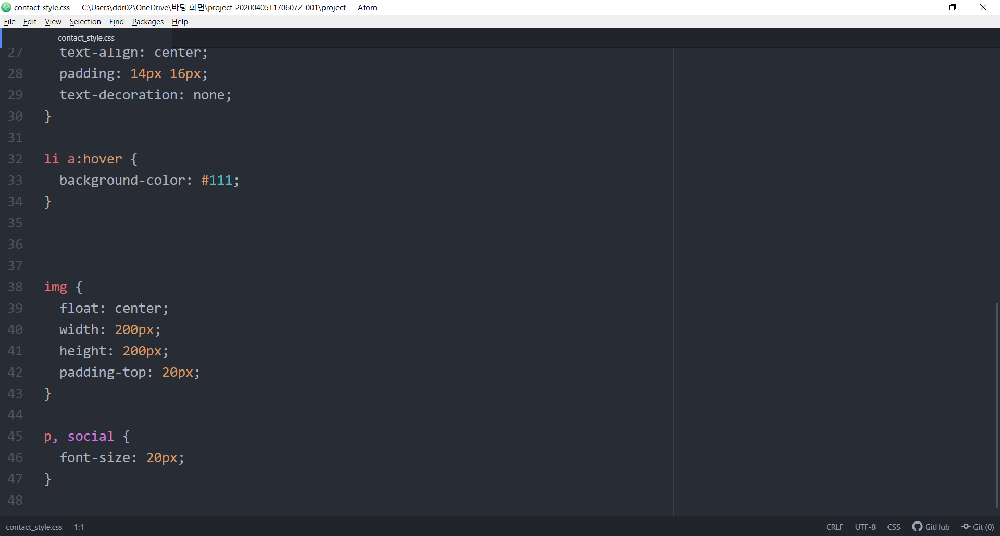 contact_style.css — C:\Users\ddr02\OneDrive\바탕 화면\project-20200405T170607Z-001\project — Atom
File Edit View Selection Find Packages Help
contact_style.css
27 text-align: center;
28 padding: 14px 16px;
29 text-decoration: none;
30 }
31
32 li a:hover {
33 background-color: #111;
34 }
35
36
37
38 img {
39 float: center;
40 width: 200px;
41 height: 200px;
42 padding-top: 20px;
43 }
44
45 p, social {
46 font-size: 20px;
47 }
48
contact_style.css 1:1 CRLF UTF-8 CSS GitHub Git (0)